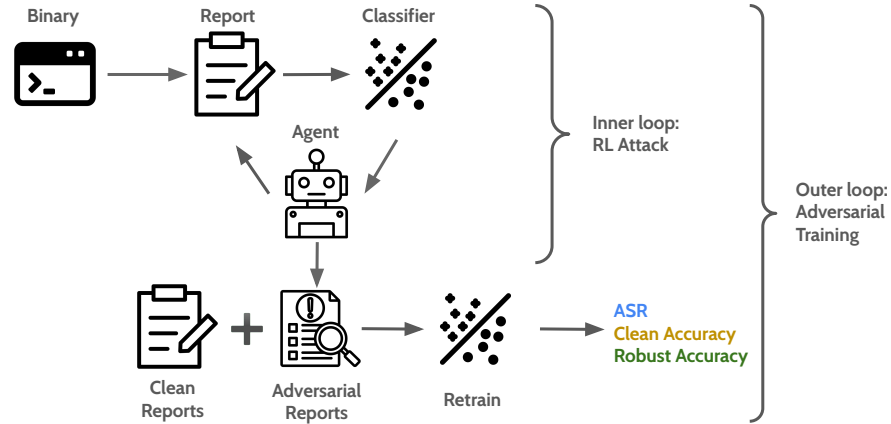 Binary
Report
Classifier
Agent
Inner loop:
RL Attack
Outer loop:
Adversarial
Training
Clean
Reports
Adversarial
Reports
Retrain
ASR
Clean Accuracy
Robust Accuracy